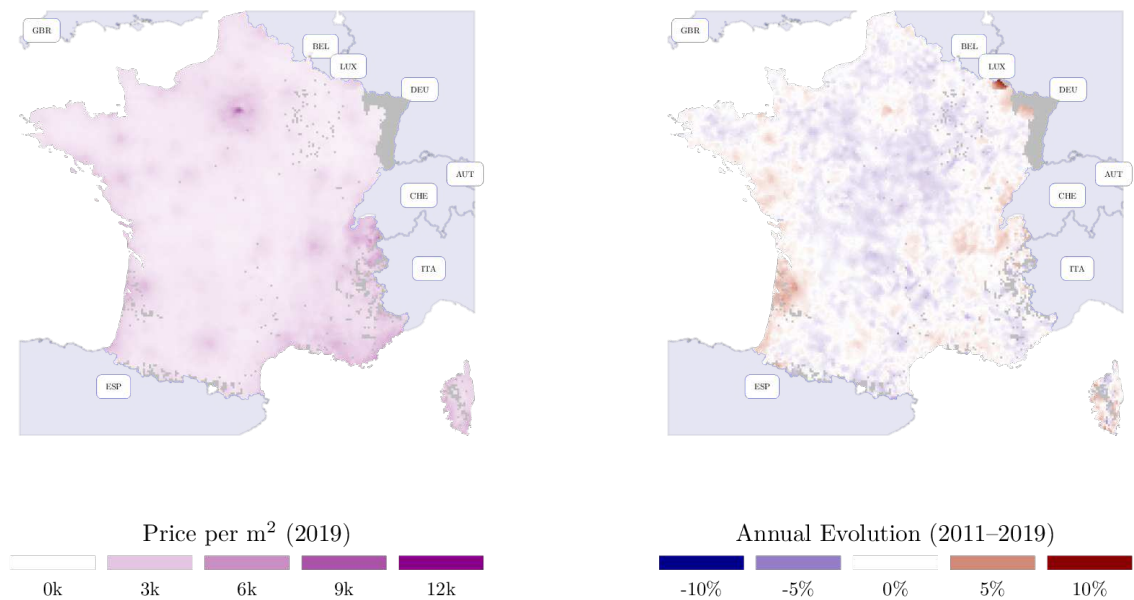 GBR
BEL
LUX
DEU
AUT
CHE
ITA
ESP
Price per m² (2019)
0k 3k 6k 9k 12k
GBR
BEL
LUX
DEU
AUT
CHE
ITA
ESP
Annual Evolution (2011–2019)
-10% -5% 0% 5% 10%